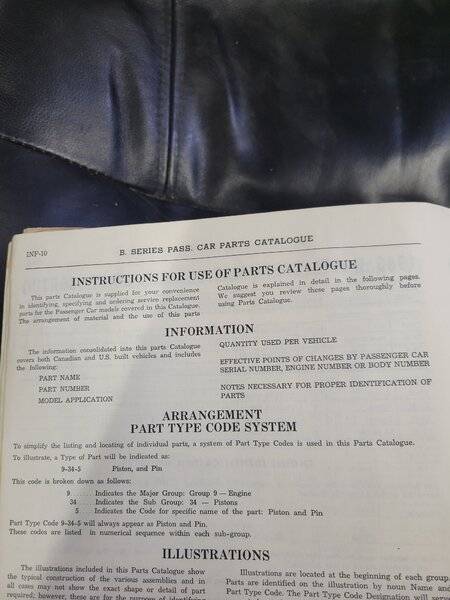 INF-10
B. SERIES PASS. CAR PARTS CATALOGUE
INSTRUCTIONS FOR USE OF PARTS CATALOGUE
This parts Catalogue is supplied for your convenience
in identifying, specifying and ordering service replacement
parts for the Passenger Car models covered in this Catalogue.
The arrangement of material and the use of this parts
Catalogue is explained in detail in the following pages.
We suggest you review these pages thoroughly before
using Parts Catalogue.
INFORMATION
The information consolidated into this parts Catalogue
covers both Canadian and U.S. built vehicles and includes
the following:
PART NAME
PART NUMBER
MODEL APPLICATION
QUANTITY USED PER VEHICLE
EFFECTIVE POINTS OF CHANGES BY PASSENGER CAR
SERIAL NUMBER, ENGINE NUMBER OR BODY NUMBER
NOTES NECESSARY FOR PROPER IDENTIFICATION OF
PARTS
ARRANGEMENT
PART TYPE CODE SYSTEM
To simplify the listing and locating of individual parts, a system of Part Type Codes is used in this Parts Catalogue.
To illustrate, a Type of Part will be indicated as:
9-34-5 Piston, and Pin
This code is broken down as follows:
9 ..... Indicates the Major Group: Group 9 — Engine
34 ..... Indicates the Sub Group: 34 — Pistons
5 ..... Indicates the Code for specific name of the part: Piston and Pin
Part Type Code 9-34-5 will always appear as Piston and Pin.
These codes are listed in numerical sequence within each sub-group.
ILLUSTRATIONS
The illustrations included in this Parts Catalogue show
the typical construction of the various assemblies and in
all cases may not show the exact shape or detail of part
required; however, these are for the purpose of identifying
Illustrations are located at the beginning of each group.
Parts are identified on the illustration by noun Name and
Part Type Code. The Part Type Code Designation will serve